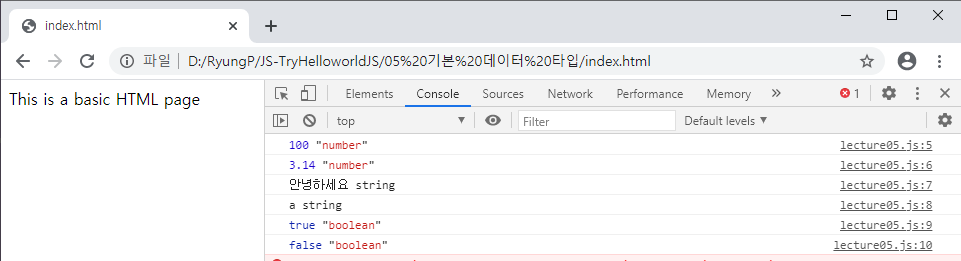 index.html
파일 D:/RyungP/JS-TryHelloworldJS/05%20기본%20데이터%20타입/index.html
This is a basic HTML page
Elements Console Sources Network Performance Memory » 1
top Filter Default levels
100 "number" lecture05.js:5
3.14 "number" lecture05.js:6
안녕하세요 string lecture05.js:7
a string lecture05.js:8
true "boolean" lecture05.js:9
false "boolean" lecture05.js:10